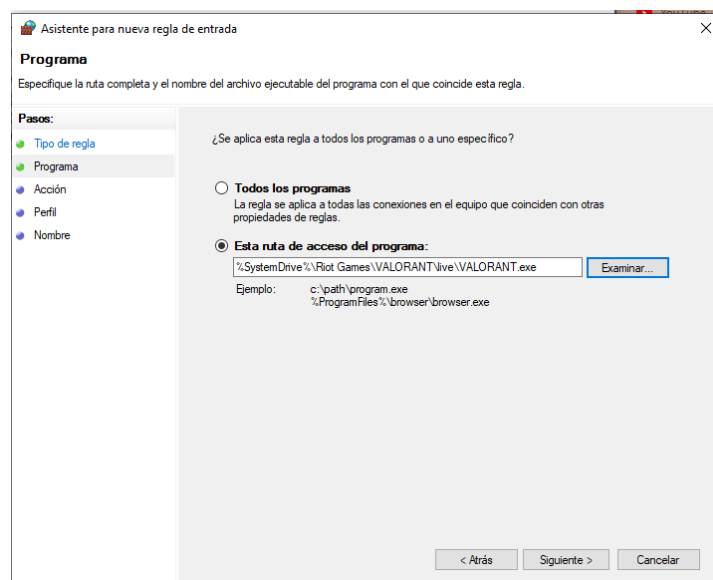 Asistente para nueva regla de entrada
Programa
Especifique la ruta completa y el nombre del archivo ejecutable del programa con el que coincide esta regla.
Pasos:
Tipo de regla
Programa
Acción
Perfil
Nombre
¿Se aplica esta regla a todos los programas o a uno específico?
Todos los programas
La regla se aplica a todas las conexiones en el equipo que coinciden con otras
propiedades de reglas.
Esta ruta de acceso del programa:
%SystemDrive%\Riot Games\VALORANT\live\VALORANT.exe
Examinar...
Ejemplo:
c:\path\program.exe
%ProgramFiles%\browser\browser.exe
< Atrás
Siguiente >
Cancelar